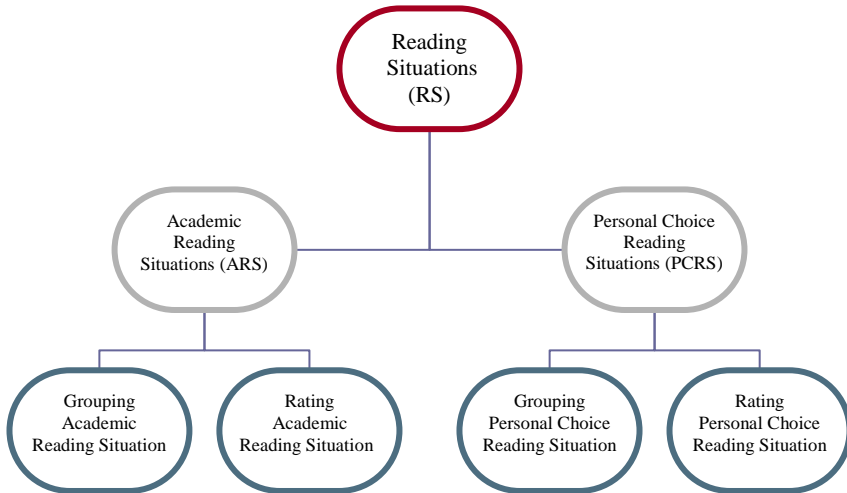 Reading
Situations
(RS)
Academic
Reading
Situations (ARS)
Personal Choice
Reading
Situations (PCRS)
Grouping
Academic
Reading Situation
Rating
Academic
Reading Situation
Grouping
Personal Choice
Reading Situation
Rating
Personal Choice
Reading Situation